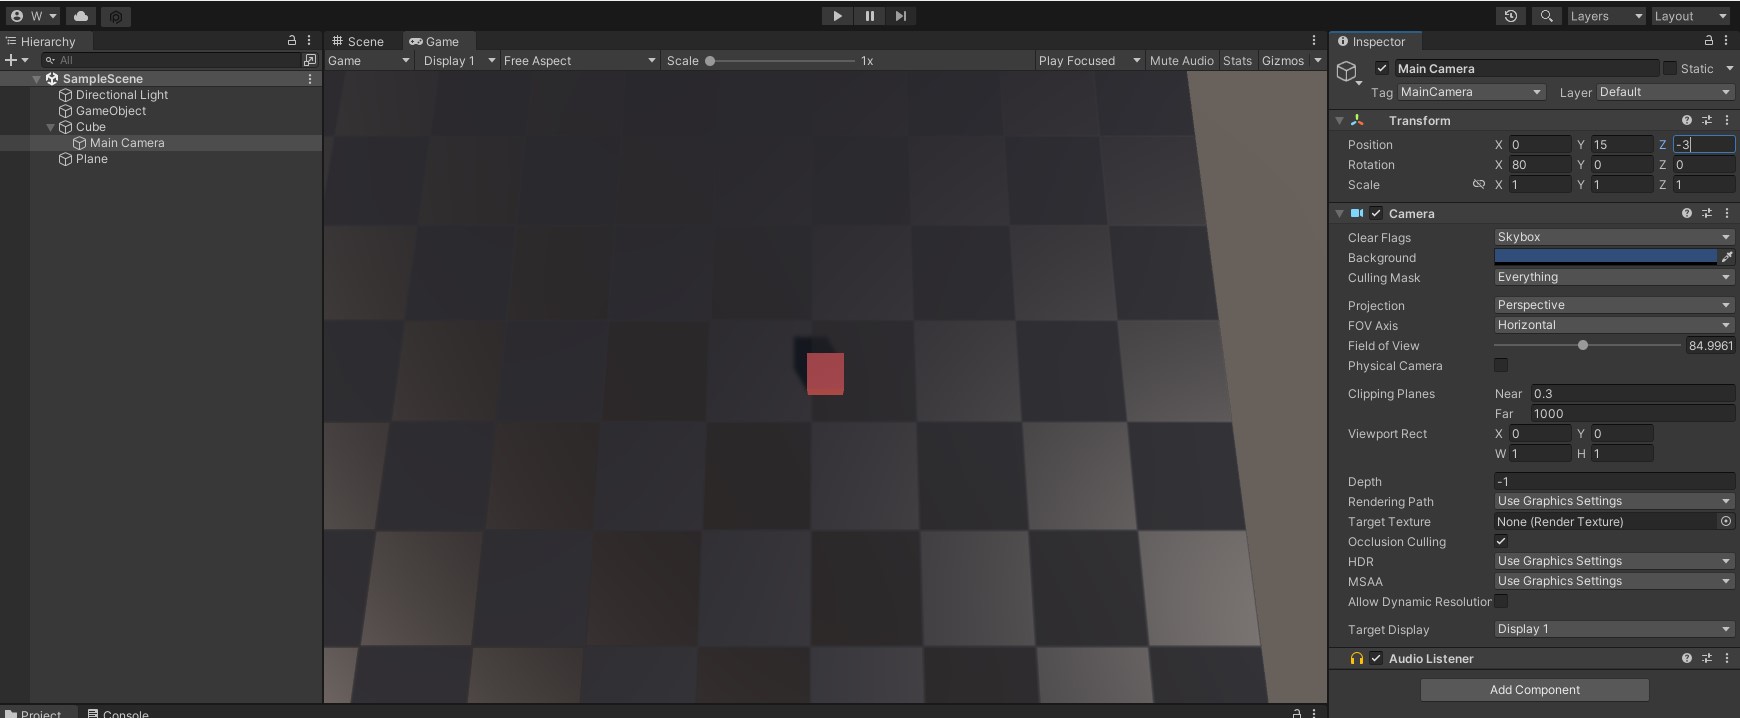 W
Layers
Layout
Hierarchy
Scene
Game
Inspector
All
Game
Display 1
Free Aspect
Scale
1x
Play Focused
Mute Audio
Stats
Gizmos
Main Camera
Static
Tag
MainCamera
Layer
Default
SampleScene
Directional Light
GameObject
Cube
Main Camera
Plane
Transform
Position X 0 Y 15 Z -3
Rotation X 80 Y 0 Z 0
Scale X 1 Y 1 Z 1
Camera
Clear Flags Skybox
Background
Culling Mask Everything
Projection Perspective
FOV Axis Horizontal
Field of View 84.9961
Physical Camera
Clipping Planes Near 0.3
Far 1000
Viewport Rect X 0 Y 0
W 1 H 1
Depth -1
Rendering Path Use Graphics Settings
Target Texture None (Render Texture)
Occlusion Culling
HDR Use Graphics Settings
MSAA Use Graphics Settings
Allow Dynamic Resolution
Target Display Display 1
Audio Listener
Add Component
Project
Console